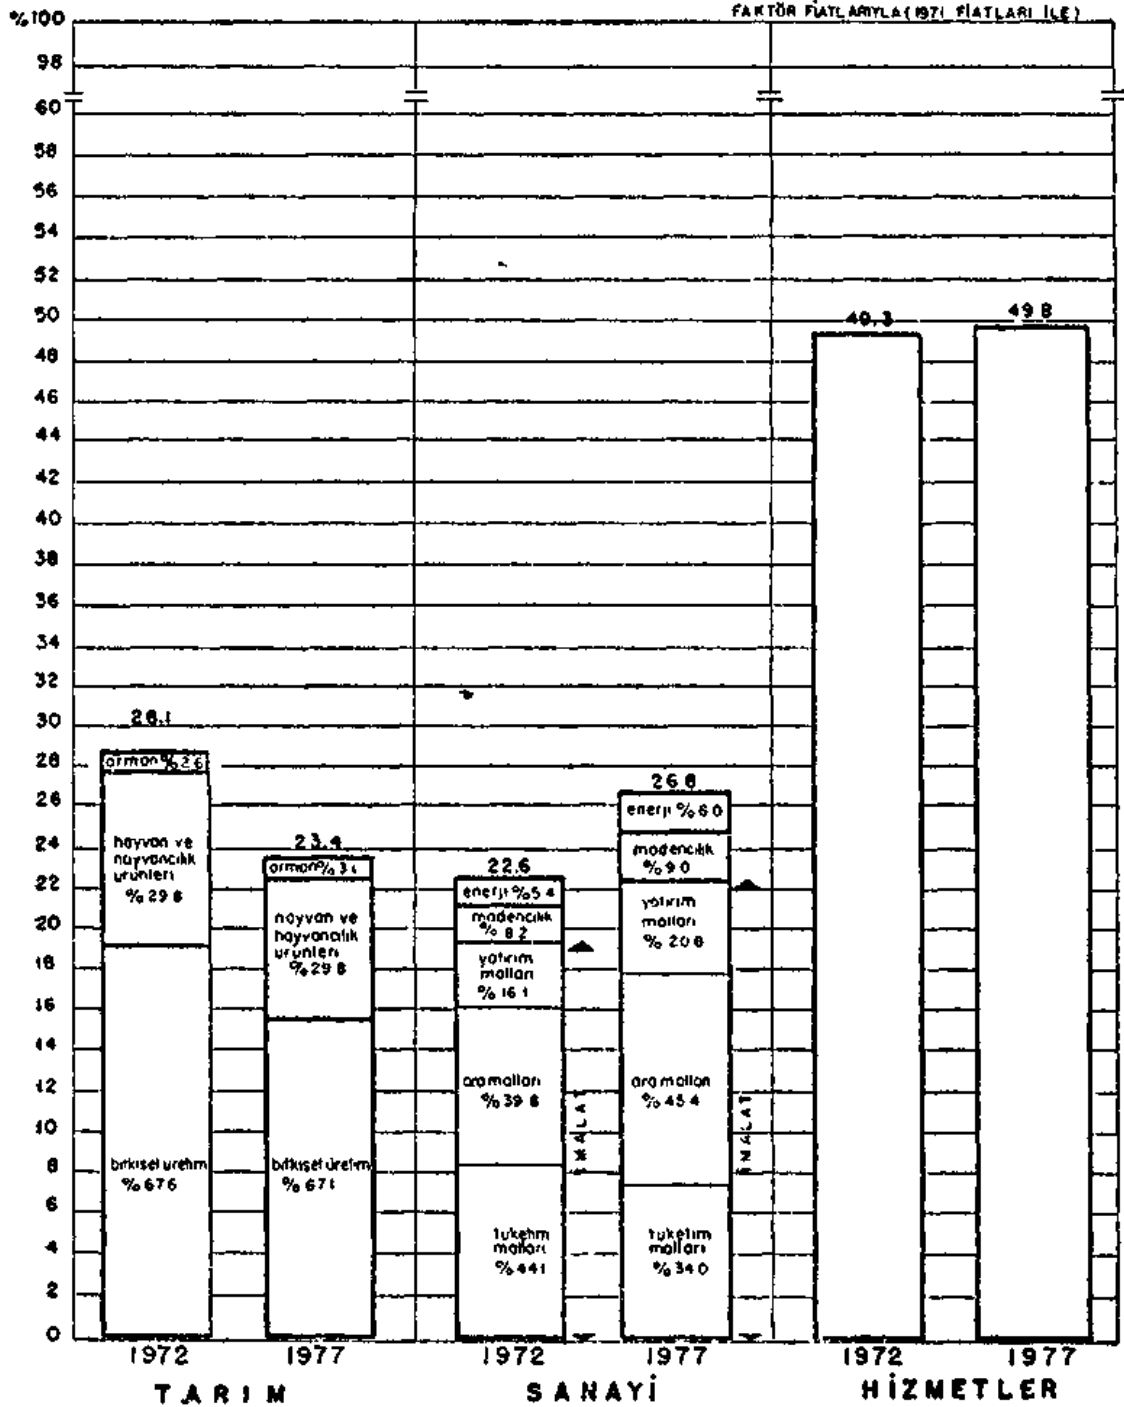 FAKTÖR FİATLARIYLA (1971 FİATLARI İLE)
%100
98
60
58
56
54
52
50
48
46
44
42
40
38
36
34
32
30
28
26
24
22
20
18
16
14
12
10
8
6
4
2
0
28.1
orman %2.6
hayvan ve
hayvancılık
ürünleri
%29.8
bitkisel üretim
%67.6
23.4
orman %3.1
hayvan ve
hayvancılık
ürünleri
%29.8
bitkisel üretim
%67.1
22.6
enerji %5.4
madencilik
%8.2
yatırım
malları
%16.1
ara malları
%39.8
tüketim
malları
%44.1
İMALAT
26.8
enerji %6.0
madencilik
%9.0
yatırım
malları
%20.8
ara malları
%45.4
tüketim
malları
%34.0
İMALAT
49.3
49.8
1972
1977
1972
1977
1972
1977
TARIM
SANAYİ
HİZMETLER